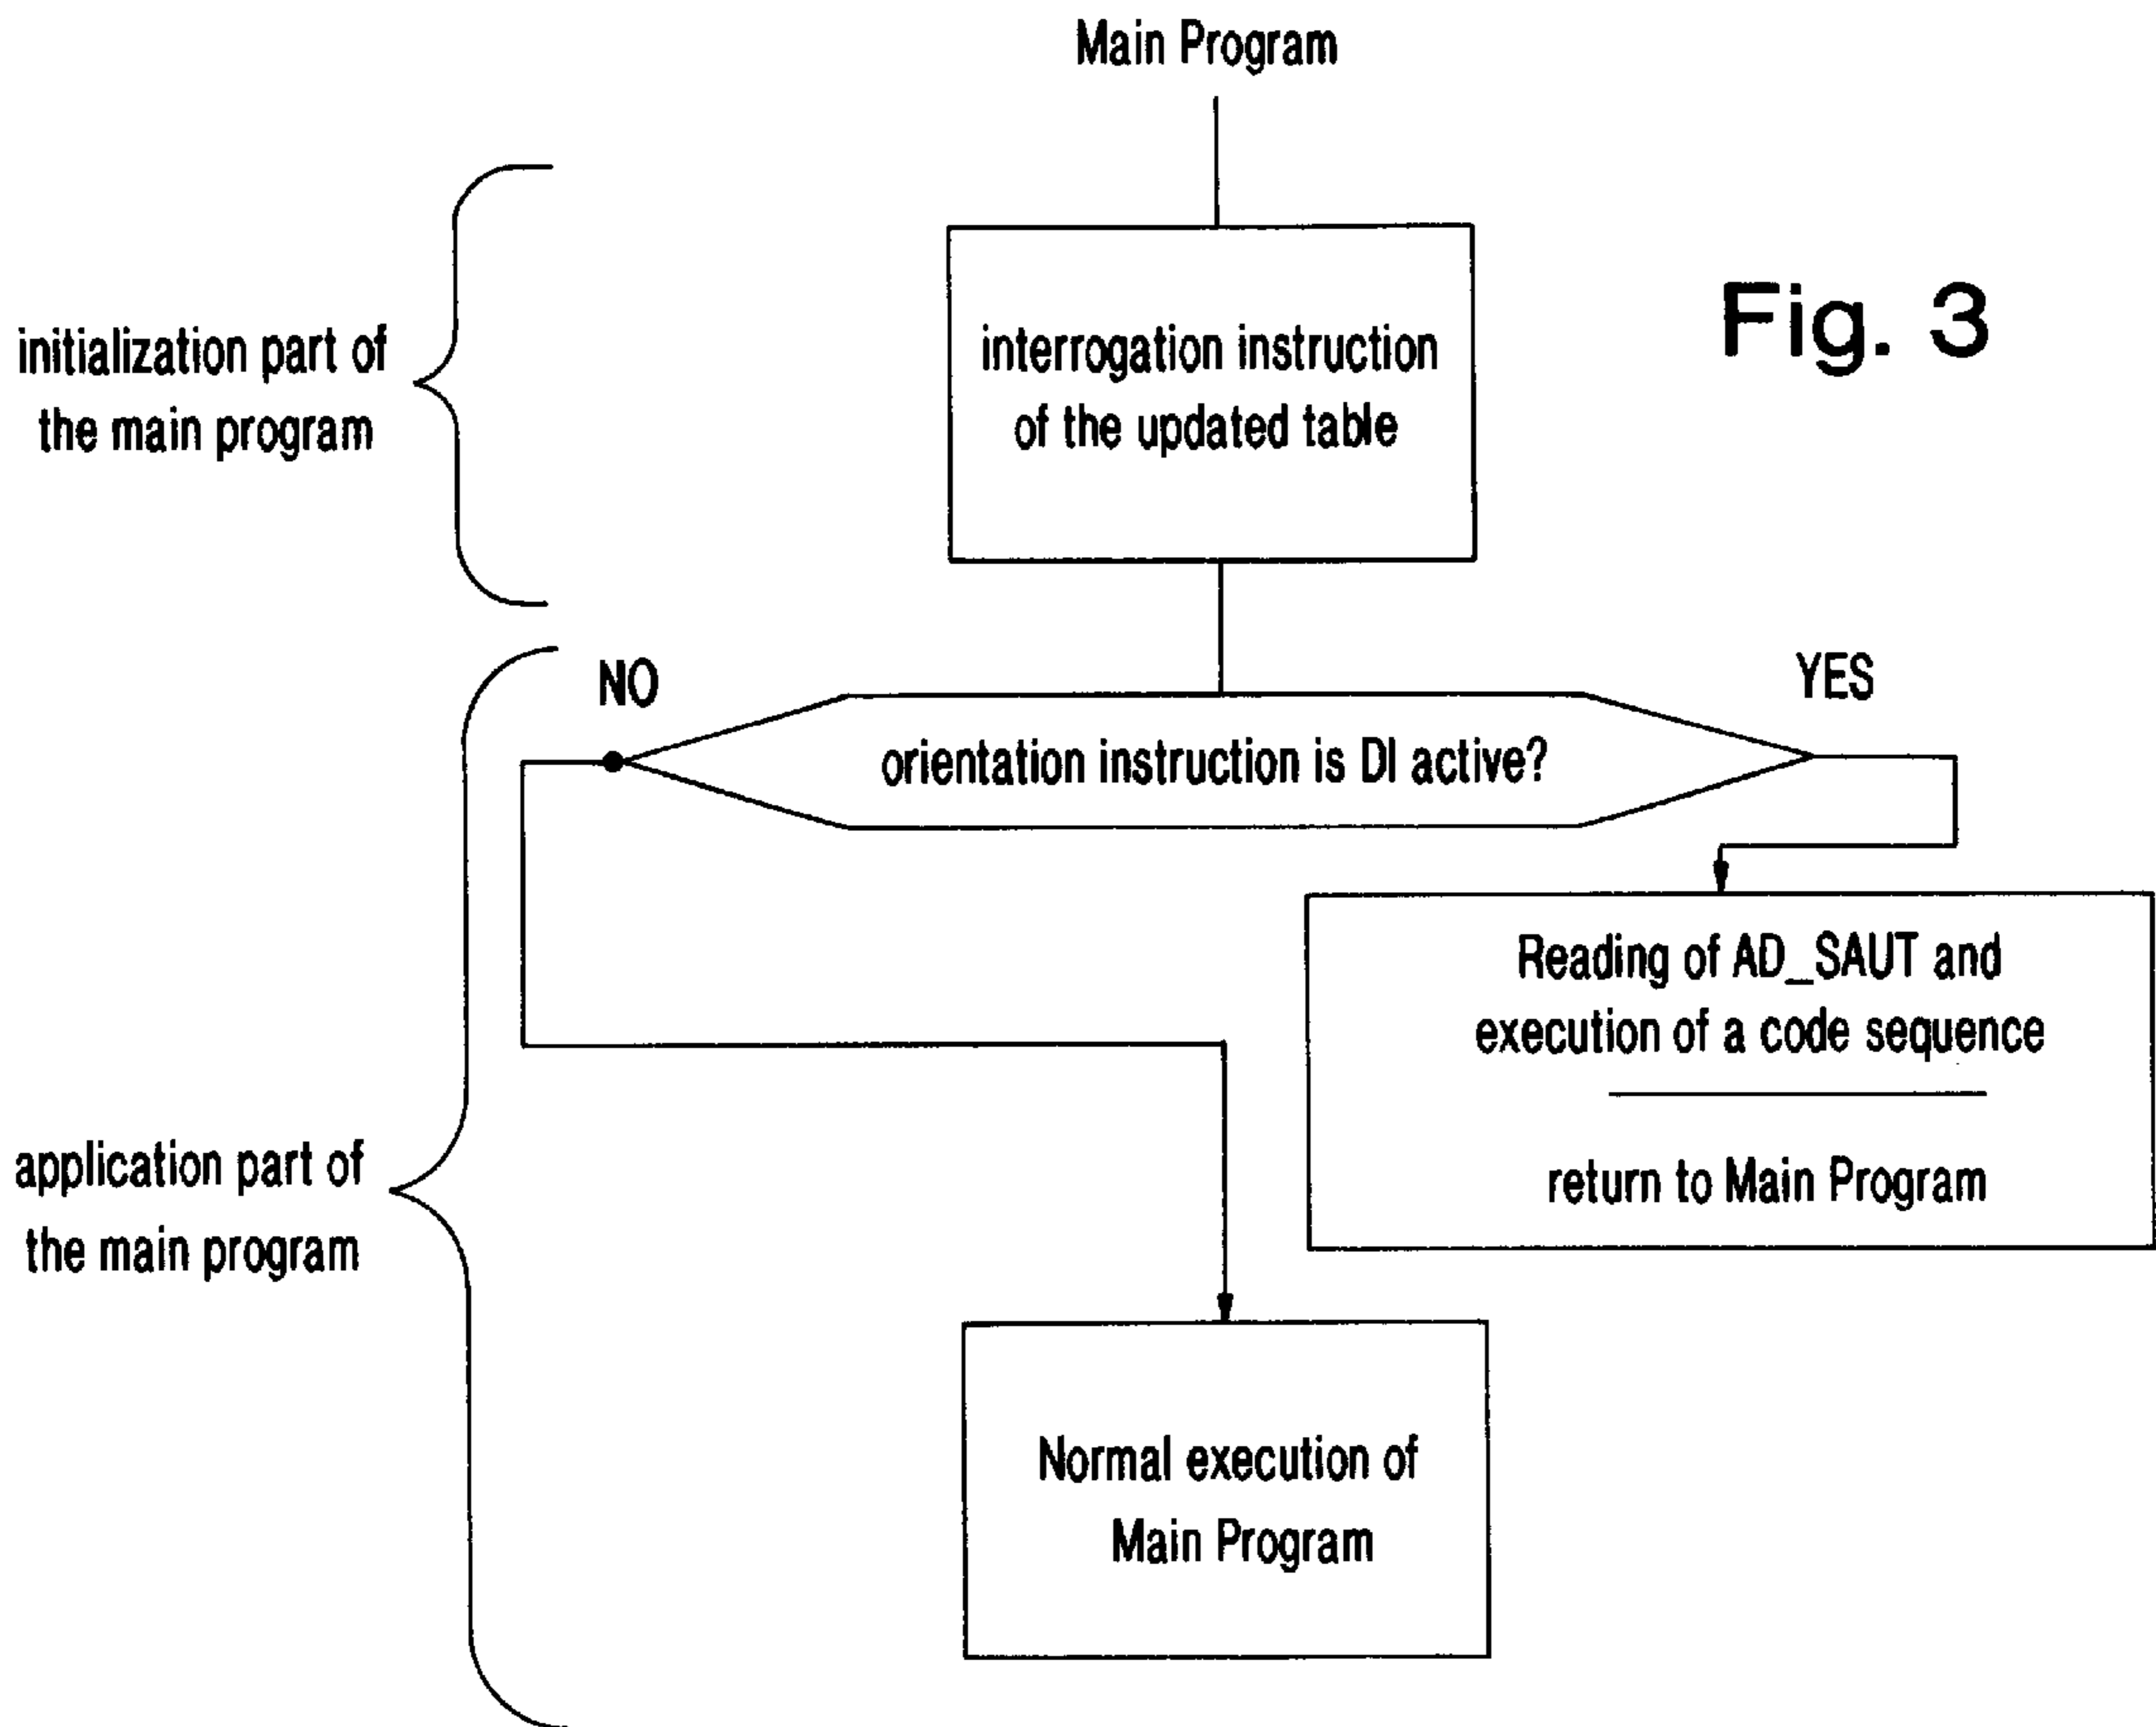 Main Program
Fig. 3
initialization part of
the main program
interrogation instruction
of the updated table
NO
YES
orientation instruction is DI active?
Reading of AD_SAUT and
execution of a code sequence
return to Main Program
application part of
the main program
Normal execution of
Main Program